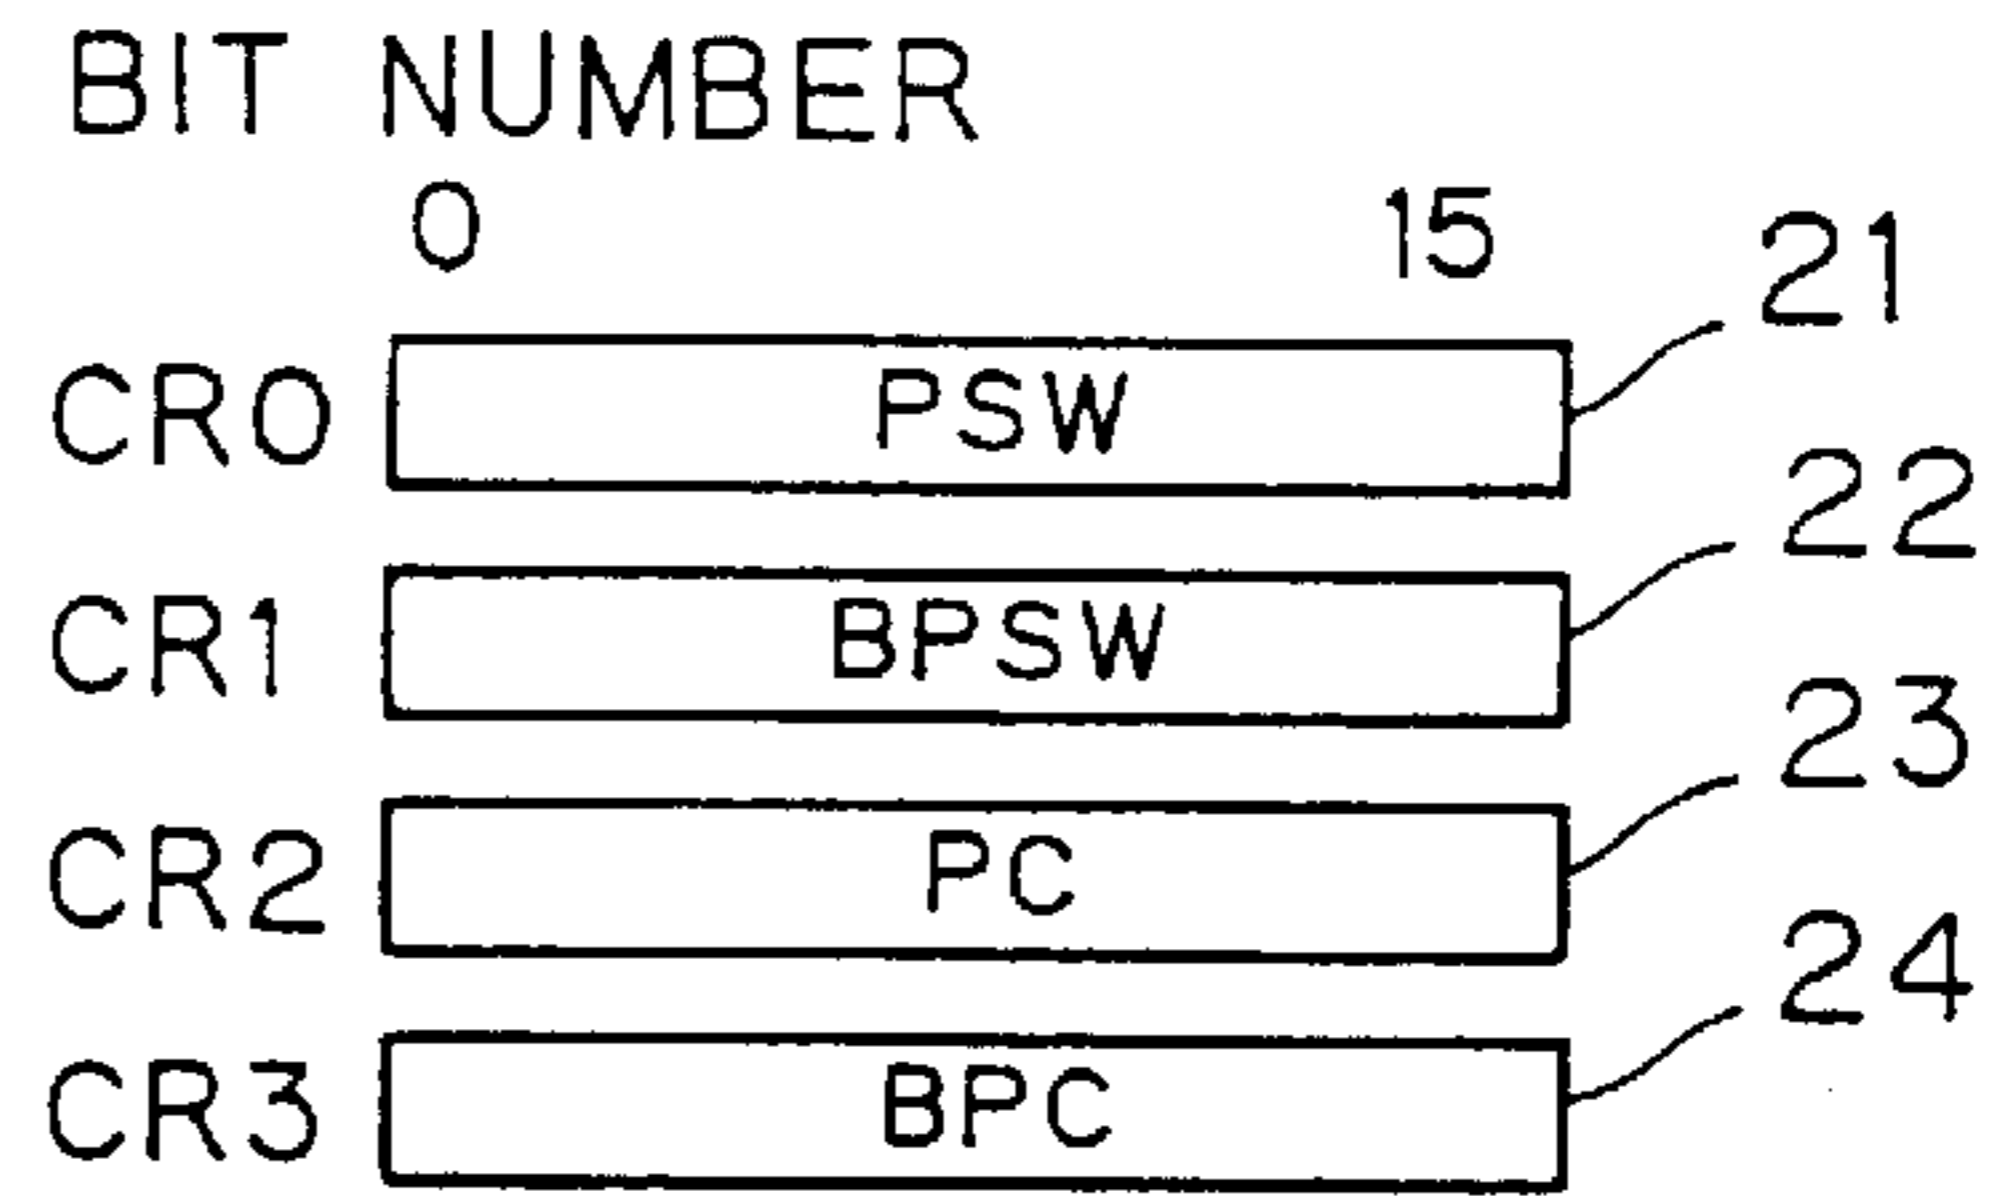 BIT NUMBER
0 15
21
CR0 PSW
22
CR1 BPSW
23
CR2 PC
24
CR3 BPC